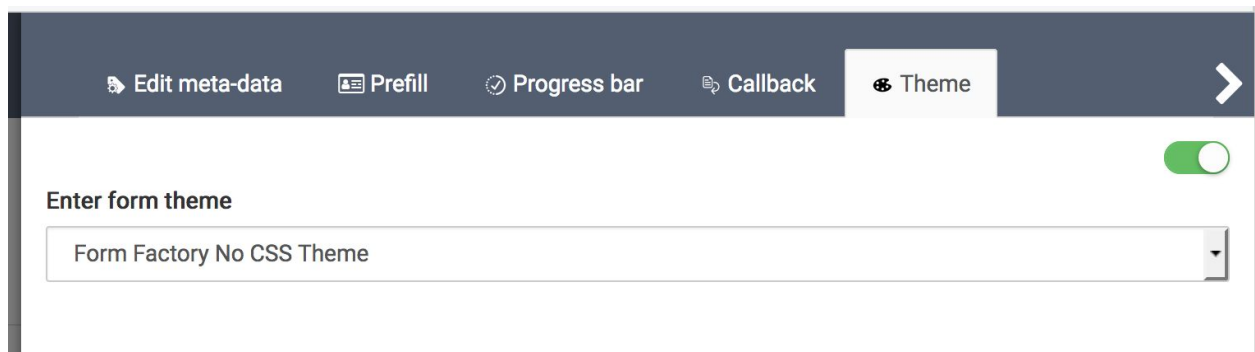 Edit meta-data Prefill Progress bar Callback Theme
Enter form theme
Form Factory No CSS Theme